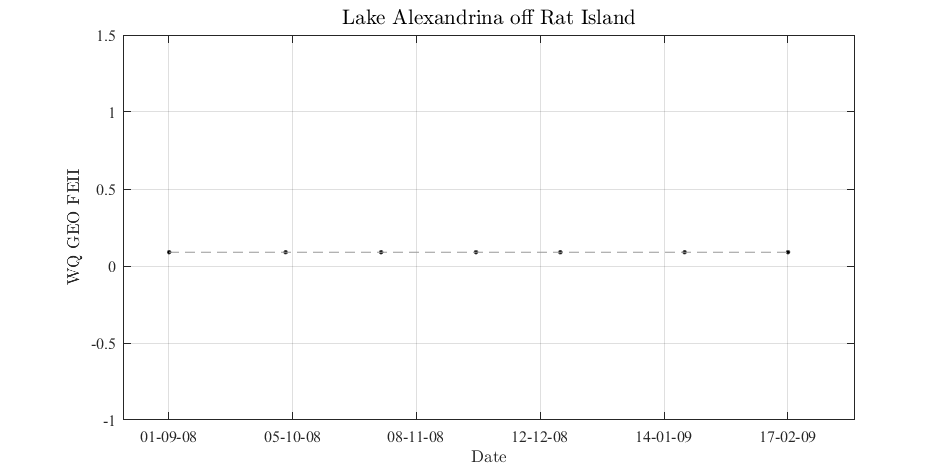 Lake Alexandrina off Rat Island
WQ GEO FEII
1.5
1
0.5
0
-0.5
-1
01-09-08 05-10-08 08-11-08 12-12-08 14-01-09 17-02-09
Date